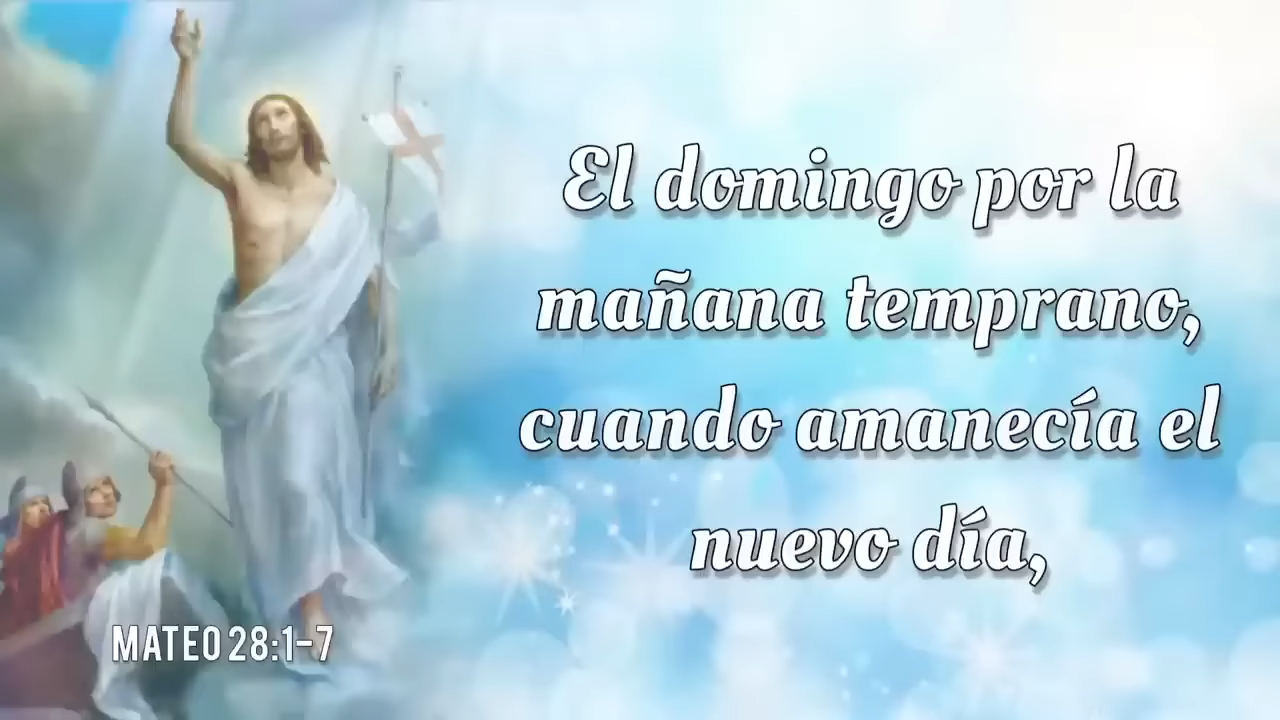 El domingo por la
mañana temprano,
cuando amanecía el
nuevo día,
MATEO 28:1-7